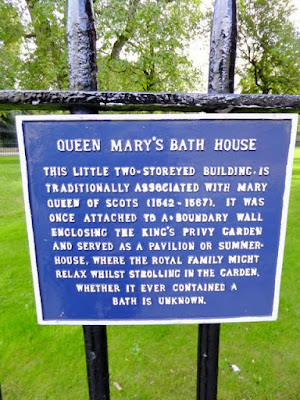 QUEEN MARY'S BATH HOUSE
THIS LITTLE TWO-STOREYED BUILDING IS
TRADITIONALLY ASSOCIATED WITH MARY
QUEEN OF SCOTS (1542-1567). IT WAS
ONCE ATTACHED TO A BOUNDARY WALL
ENCLOSING THE KING'S PRIVY GARDEN
AND SERVED AS A PAVILION OR SUMMER-
HOUSE, WHERE THE ROYAL FAMILY MIGHT
RELAX WHILST STROLLING IN THE GARDEN.
WHETHER IT EVER CONTAINED A
BATH IS UNKNOWN.